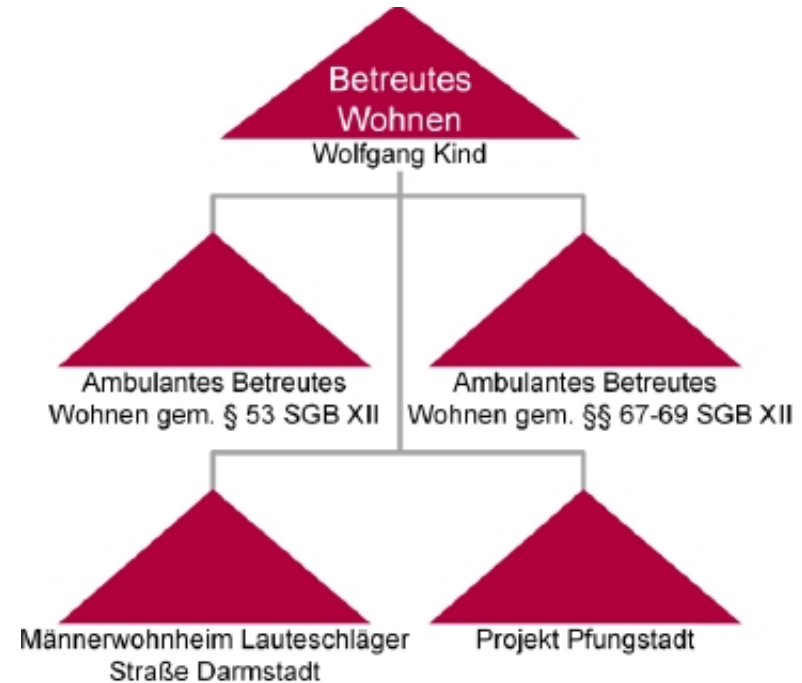 Betreutes
Wohnen
Wolfgang Kind
Ambulantes Betreutes
Wohnen gem. § 53 SGB XII
Ambulantes Betreutes
Wohnen gem. §§ 67-69 SGB XII
Männerwohnheim Lauteschläger
Straße Darmstadt
Projekt Pfungstadt